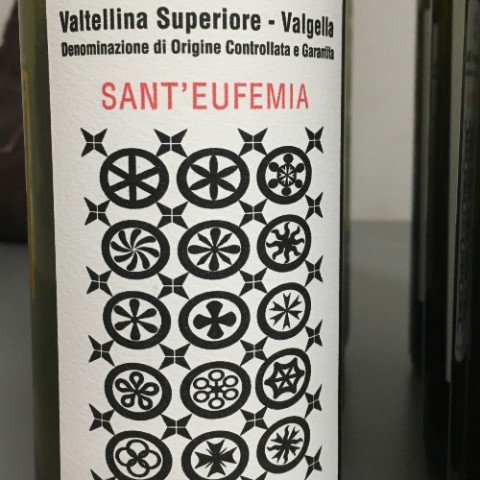 Valtellina Superiore - Valgella
Denominazione di Origine Controllata e Garantita
SANT'EUFEMIA